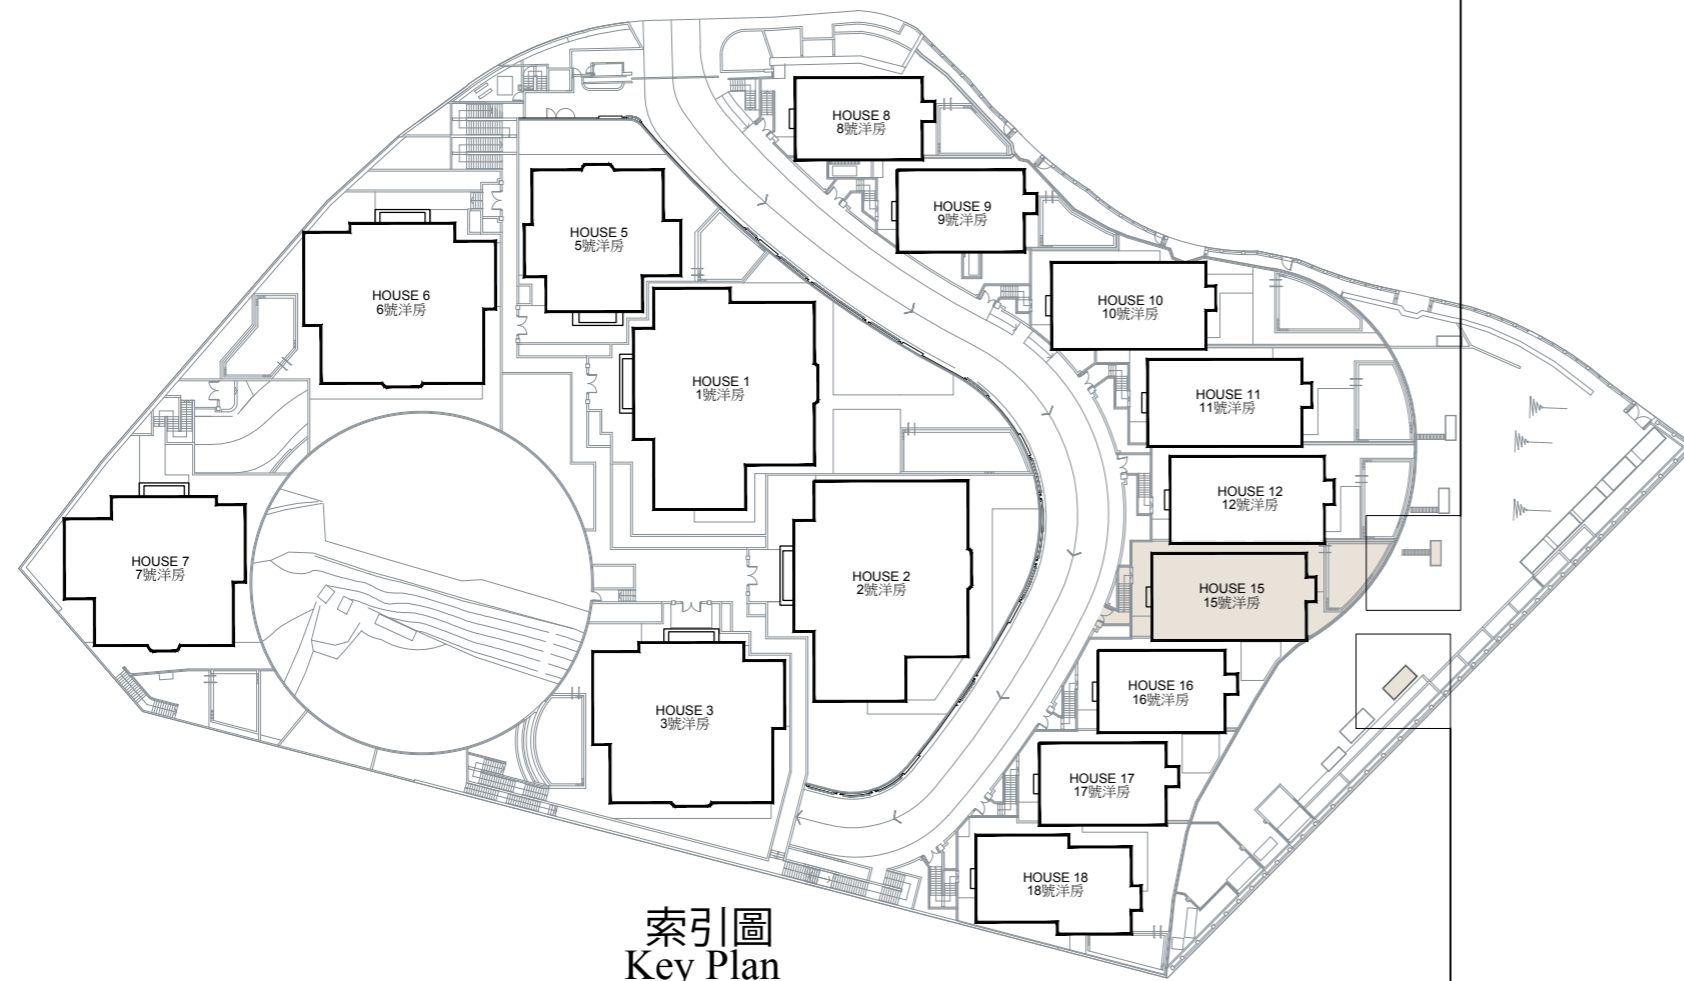 HOUSE 8
8號洋房
HOUSE 9
9號洋房
HOUSE 5
5號洋房
HOUSE 6
6號洋房
HOUSE 10
10號洋房
HOUSE 1
1號洋房
HOUSE 11
11號洋房
HOUSE 12
12號洋房
HOUSE 7
7號洋房
HOUSE 2
2號洋房
HOUSE 15
15號洋房
HOUSE 16
16號洋房
HOUSE 3
3號洋房
HOUSE 17
17號洋房
HOUSE 18
18號洋房
索引圖
Key Plan